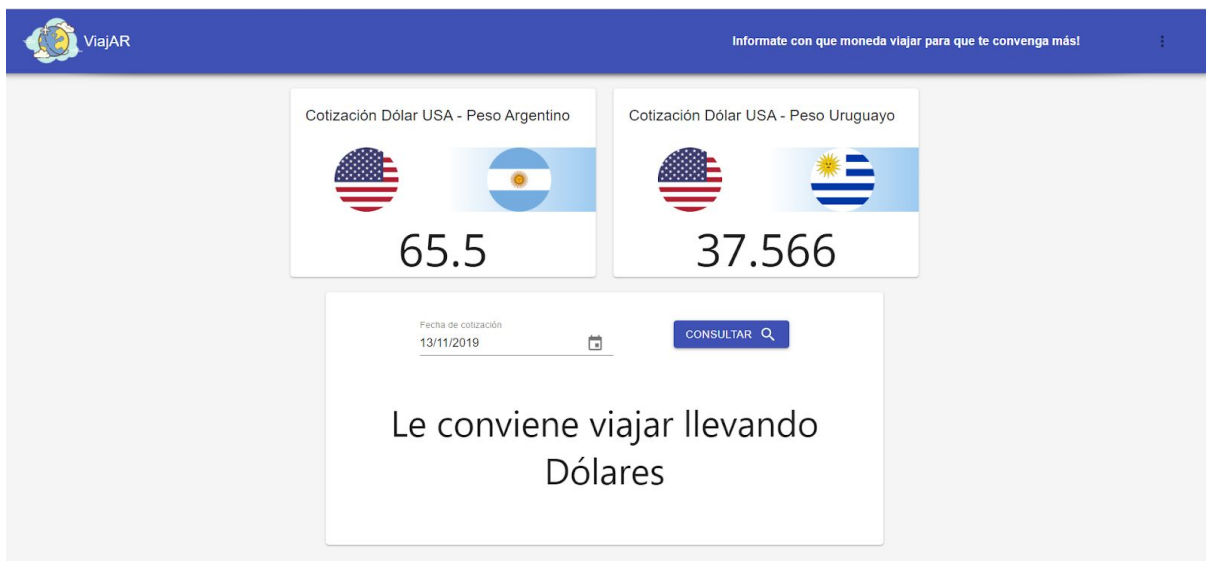 ViajAR
Informate con que moneda viajar para que te convenga más!
Cotización Dólar USA - Peso Argentino
65.5
Cotización Dólar USA - Peso Uruguayo
37.566
Fecha de cotización
13/11/2019
CONSULTAR
Le conviene viajar llevando
Dólares